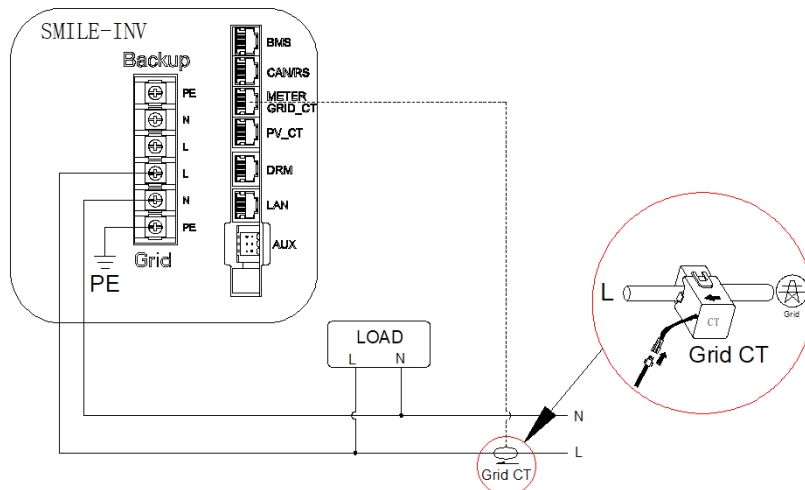 SMILE-INV
Backup
PE
N
L
L
N
PE
Grid
PE
BMS
CAN/RS
METER
GRID_CT
PV_CT
DRM
LAN
AUX
LOAD
L N
N
L
Grid CT
L
CT
Grid
Grid CT